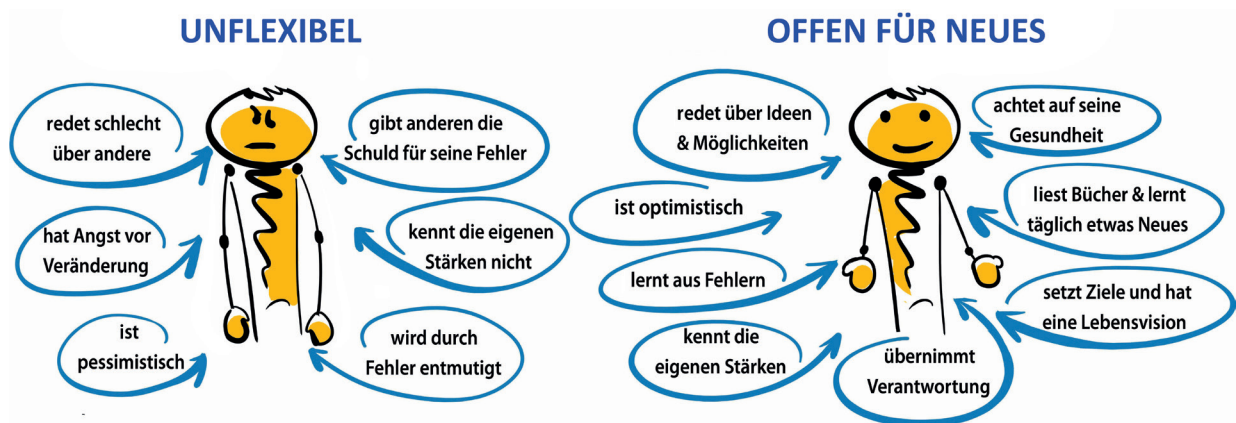 UNFLEXIBEL
redet schlecht
über andere
gibt anderen die
Schuld für seine Fehler
hat Angst vor
Veränderung
kennt die eigenen
Stärken nicht
ist
pessimistisch
wird durch
Fehler entmutigt
OFFEN FÜR NEUES
redet über Ideen
& Möglichkeiten
achtet auf seine
Gesundheit
ist optimistisch
liest Bücher & lernt
täglich etwas Neues
lernt aus Fehlern
setzt Ziele und hat
eine Lebensvision
kennt die
eigenen Stärken
übernimmt
Verantwortung